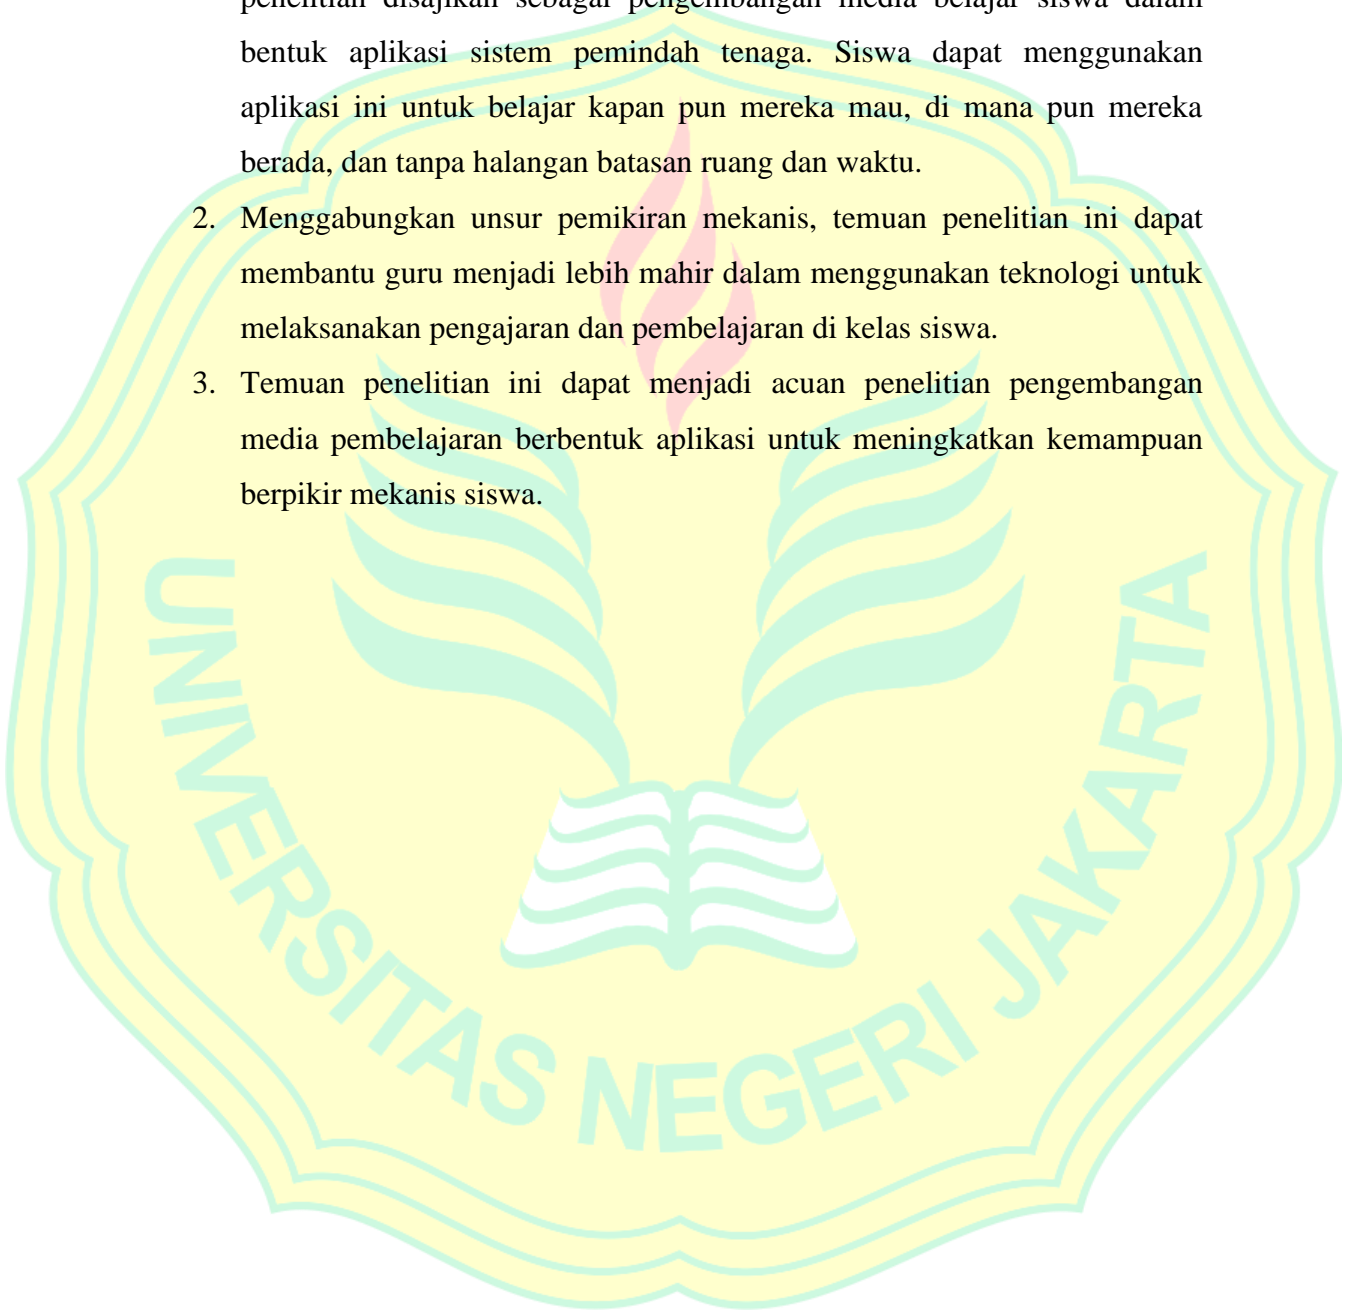 penelitian disajikan sebagai pengembangan media belajar siswa dalam
bentuk aplikasi sistem pemindah tenaga. Siswa dapat menggunakan
aplikasi ini untuk belajar kapan pun mereka mau, di mana pun mereka
berada, dan tanpa halangan batasan ruang dan waktu.
2. Menggabungkan unsur pemikiran mekanis, temuan penelitian ini dapat
membantu guru menjadi lebih mahir dalam menggunakan teknologi untuk
melaksanakan pengajaran dan pembelajaran di kelas siswa.
3. Temuan penelitian ini dapat menjadi acuan penelitian pengembangan
media pembelajaran berbentuk aplikasi untuk meningkatkan kemampuan
berpikir mekanis siswa.
UNIVERSITAS NEGERI JAKARTA